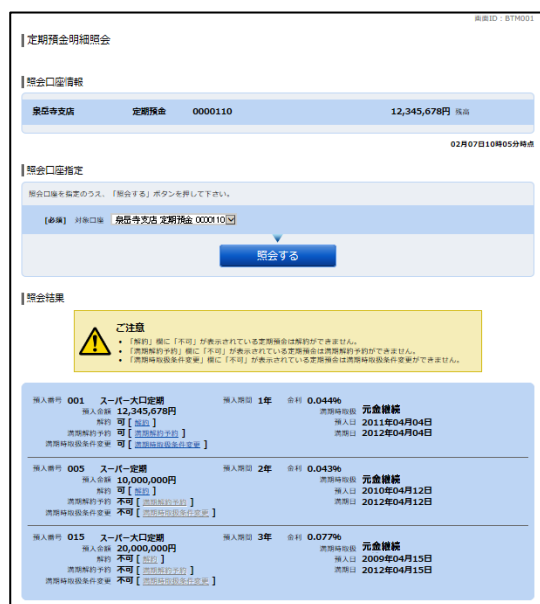 画面ID：BTM001
定期預金明細照会
照会口座情報
泉岳寺支店 定期預金 0000110 12,345,678円 残高
02月07日10時05分時点
照会口座指定
照会口座を指定のうえ、「照会する」ボタンを押して下さい。
【必須】 対象口座 泉岳寺支店 定期預金 0000110
照会する
照会結果
ご注意
・「解約」欄に「不可」が表示されている定期預金は解約ができません。
・「満期解約予約」欄に「不可」が表示されている定期預金は満期解約予約ができません。
・「満期時取扱条件変更」欄に「不可」が表示されている定期預金は満期時取扱条件変更ができません。
預入番号 001 スーパー大口定期 預入期間 1年 金利 0.044%
預入金額 12,345,678円 満期時取扱 元金継続
解約 可 [ 解約 ] 預入日 2011年04月04日
満期解約予約 可 [ 満期解約予約 ] 満期日 2012年04月04日
満期時取扱条件変更 可 [ 満期時取扱条件変更 ]
預入番号 005 スーパー定期 預入期間 2年 金利 0.043%
預入金額 10,000,000円 満期時取扱 元金継続
解約 可 [ 解約 ] 預入日 2010年04月12日
満期解約予約 不可 [ 満期解約予約 ] 満期日 2012年04月12日
満期時取扱条件変更 不可 [ 満期時取扱条件変更 ]
預入番号 015 スーパー大口定期 預入期間 3年 金利 0.077%
預入金額 20,000,000円 満期時取扱 元金継続
解約 不可 [ 解約 ] 預入日 2009年04月15日
満期解約予約 不可 [ 満期解約予約 ] 満期日 2012年04月15日
満期時取扱条件変更 不可 [ 満期時取扱条件変更 ]